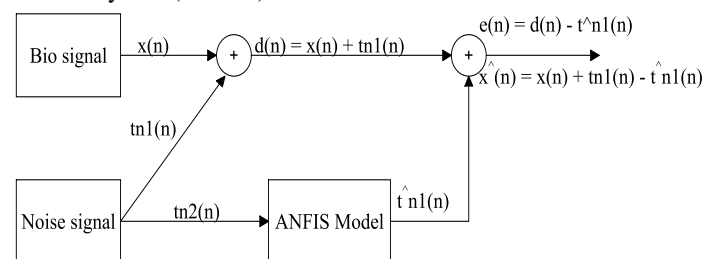 Bio signal
x(n)
+
d(n) = x(n) + tn1(n)
+
e(n) = d(n) - t^n1(n)
x^(n) = x(n) + tn1(n) - t^n1(n)
tn1(n)
Noise signal
tn2(n)
ANFIS Model
t^n1(n)